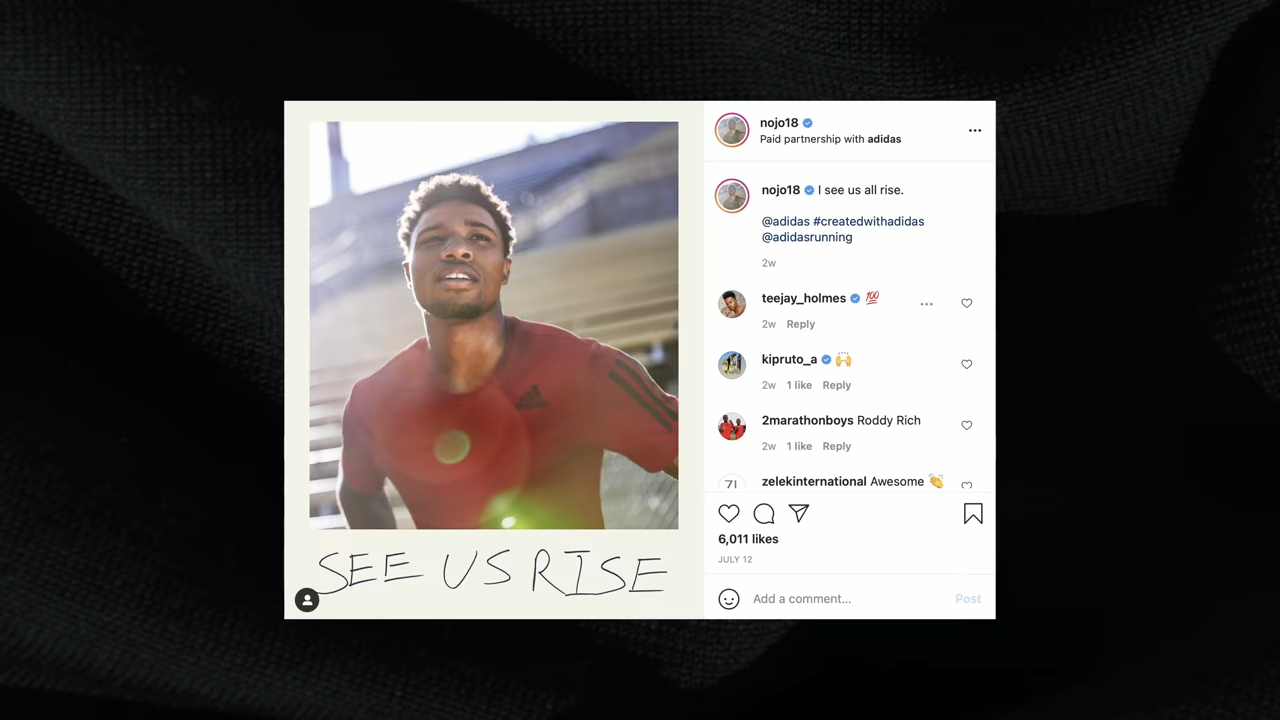 nojo18
Paid partnership with adidas
nojo18 I see us all rise.
@adidas #createdwithadidas
@adidasrunning
2w
teejay_holmes 💯
2w Reply
kipruto_a 🙌
2w 1 like Reply
2marathonboys Roddy Rich
2w 1 like Reply
zelekinternational Awesome 👏
6,011 likes
JULY 12
Add a comment... Post
SEE US RISE